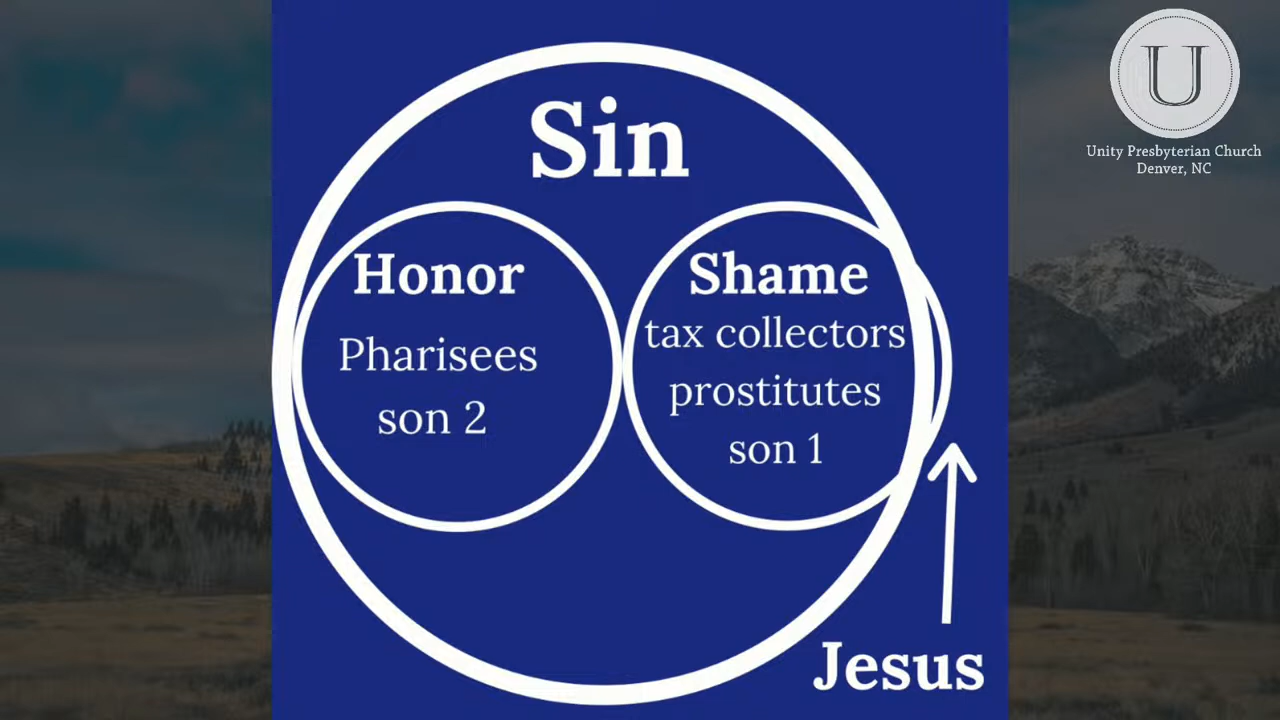 Sin
Honor
Pharisees
son 2
Shame
tax collectors
prostitutes
son 1
Jesus
U
Unity Presbyterian Church
Denver, NC